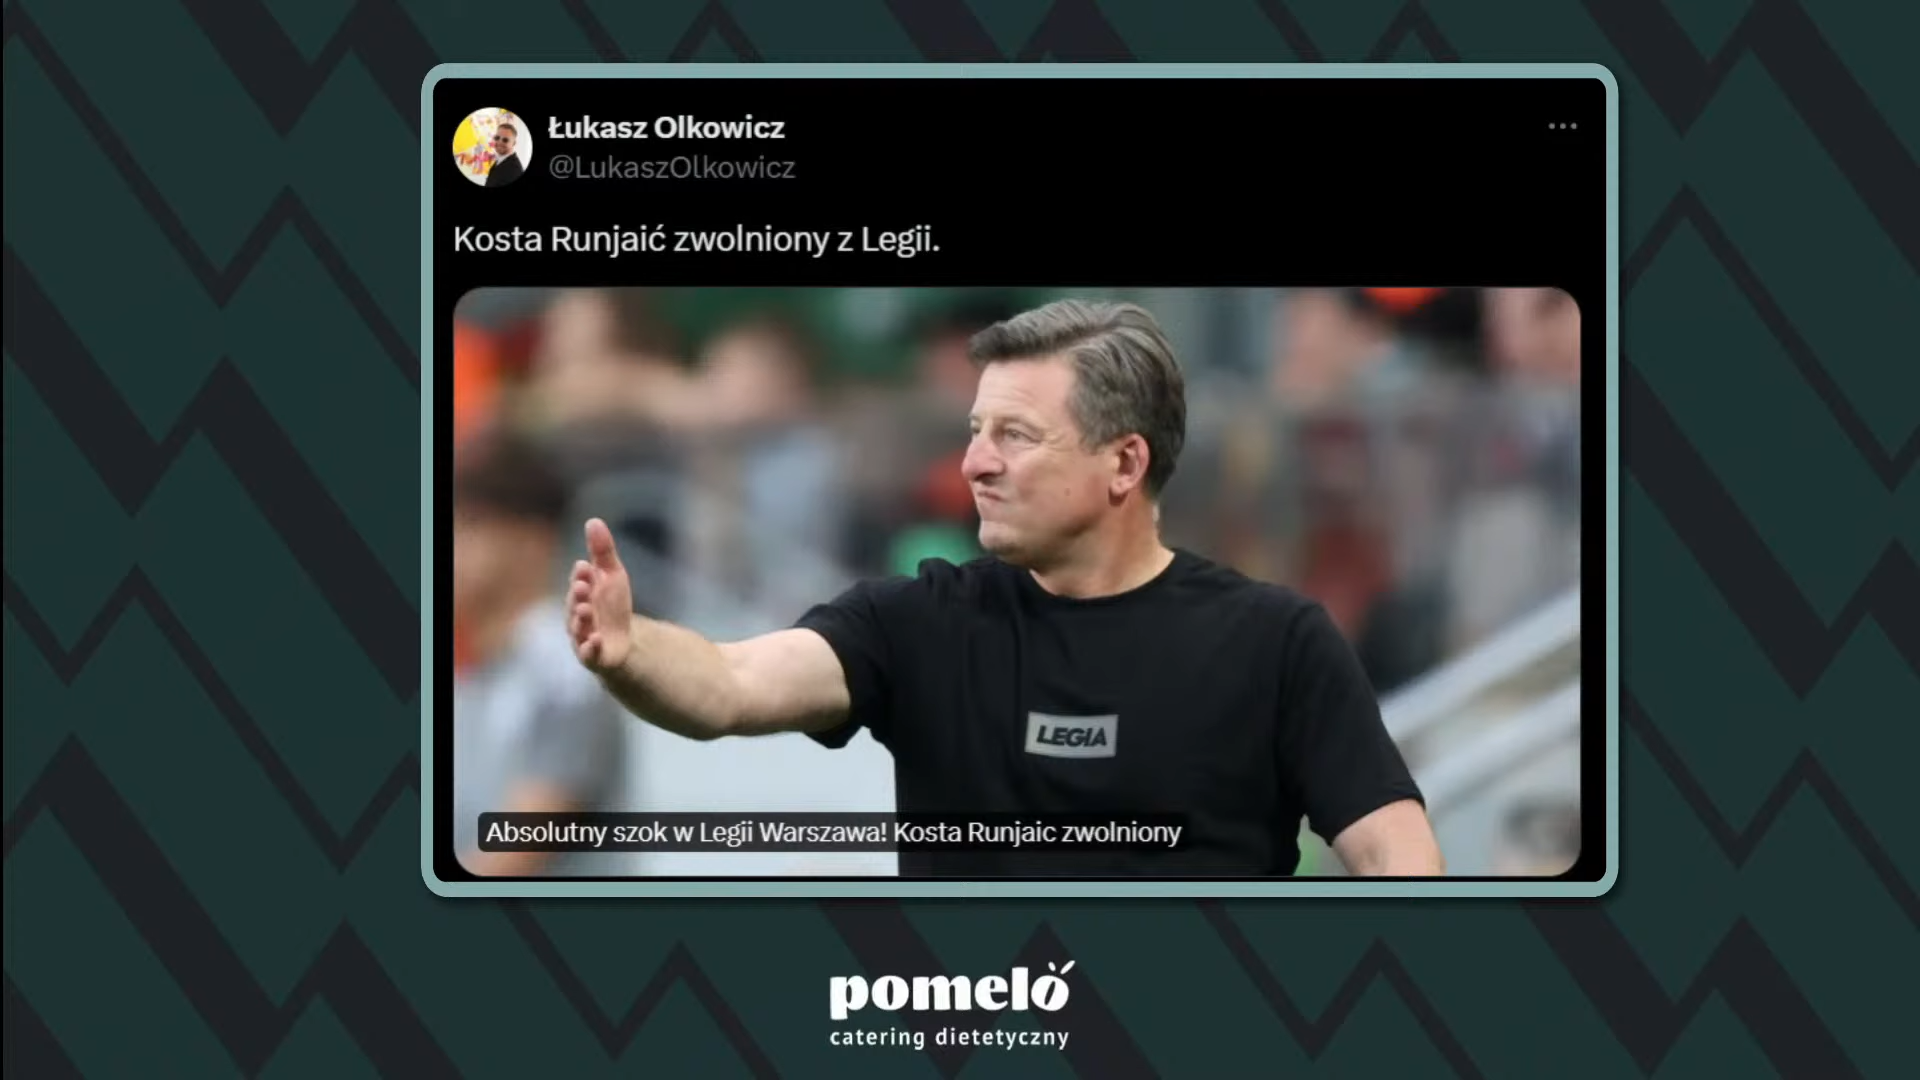 Łukasz Olkowicz
@LukaszOlkowicz
Kosta Runjaić zwolniony z Legii.
LEGIA
Absolutny szok w Legii Warszawa! Kosta Runjaic zwolniony
pomelo
catering dietetyczny